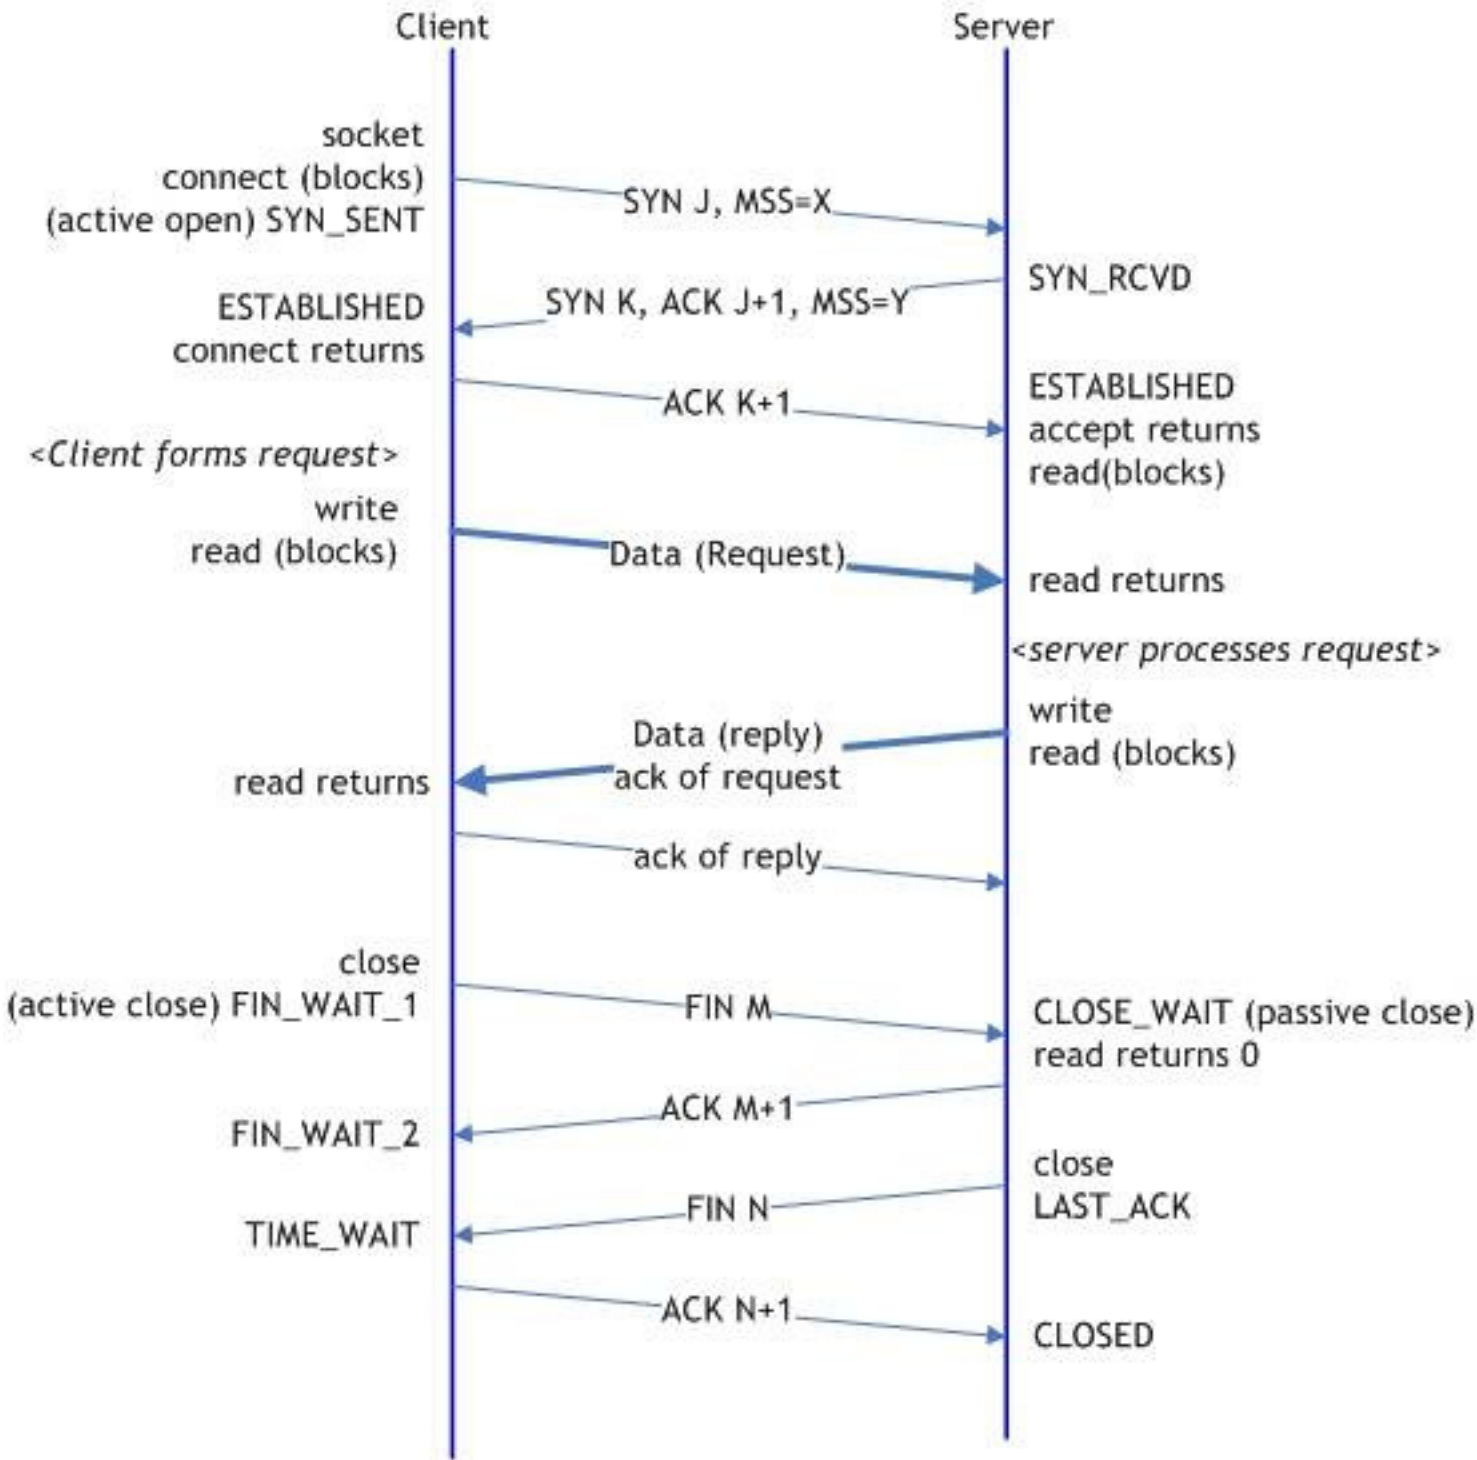 Client
Server
socket
connect (blocks)
(active open) SYN_SENT
SYN J, MSS=X
SYN_RCVD
SYN K, ACK J+1, MSS=Y
ESTABLISHED
connect returns
ACK K+1
ESTABLISHED
accept returns
read(blocks)
<Client forms request>
write
read (blocks)
Data (Request)
read returns
<server processes request>
write
read (blocks)
Data (reply)
ack of request
read returns
ack of reply
close
(active close) FIN_WAIT_1
FIN M
CLOSE_WAIT (passive close)
read returns 0
ACK M+1
FIN_WAIT_2
close
LAST_ACK
FIN N
TIME_WAIT
ACK N+1
CLOSED